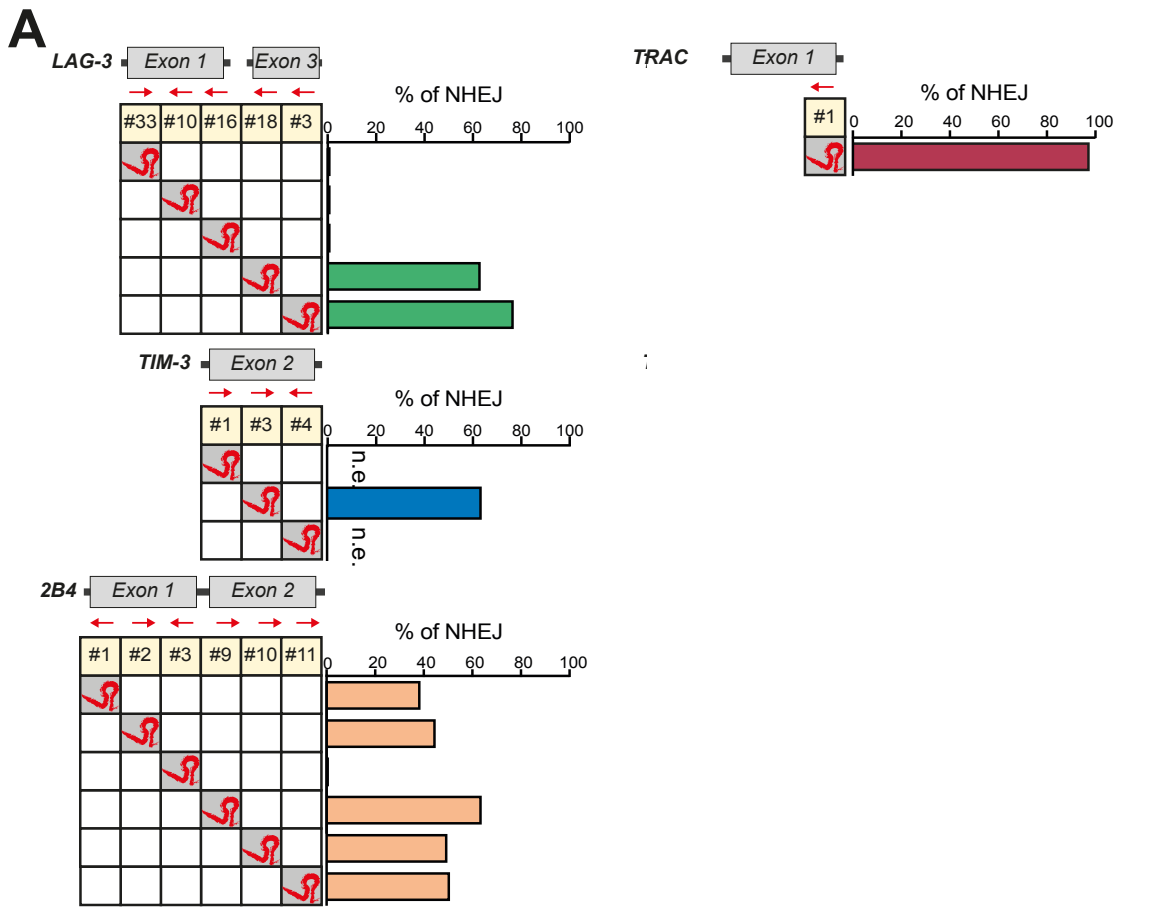 A
LAG-3 Exon 1 Exon 3
% of NHEJ
#33 #10 #16 #18 #3
0 20 40 60 80 100
TRAC Exon 1
% of NHEJ
#1
0 20 40 60 80 100
TIM-3 Exon 2
% of NHEJ
#1 #3 #4
0 20 40 60 80 100
n.e.
n.e.
2B4 Exon 1 Exon 2
% of NHEJ
#1 #2 #3 #9 #10 #11
0 20 40 60 80 100